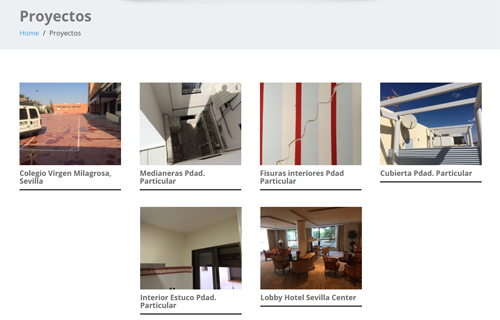 Proyectos
Home / Proyectos
Colegio Virgen Milagrosa,
Sevilla
Medianeras Pdad.
Particular
Fisuras interiores Pdad
Particular
Cubierta Pdad. Particular
Interior Estuco Pdad.
Particular
Lobby Hotel Sevilla Center